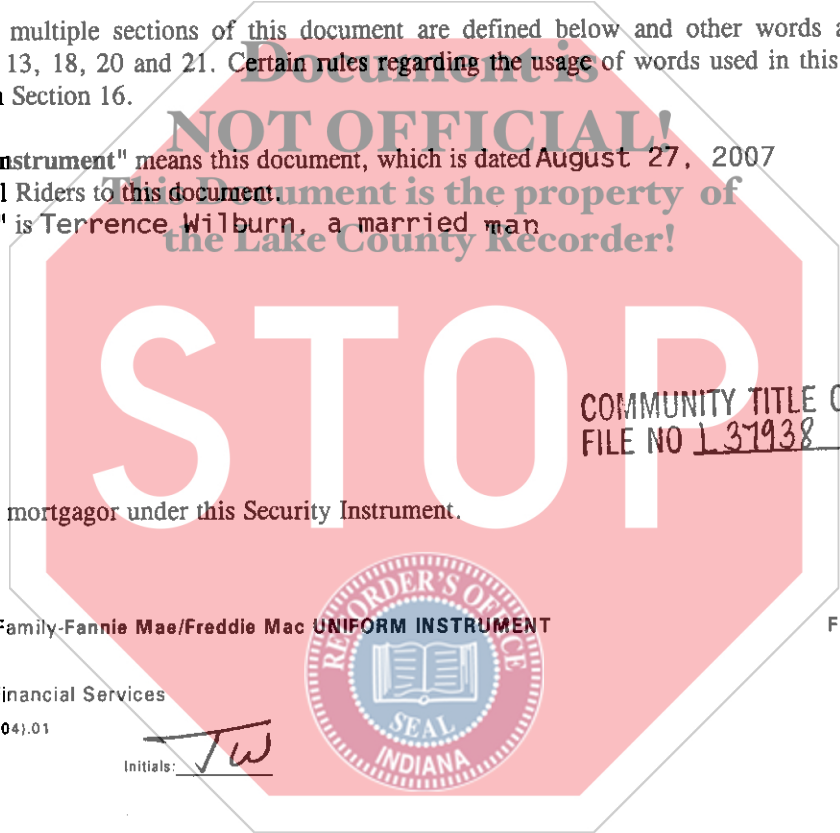 multiple sections of this document are defined below and other words a
13, 18, 20 and 21. Certain rules regarding the usage of words used in this
Section 16.
Document is
NOT OFFICIAL!
This Document is the property of
the Lake County Recorder!
nstrument" means this document, which is dated August 27, 2007
l Riders to this document.
" is Terrence Wilburn, a married man
STOP
COMMUNITY TITLE C
FILE NO L37938
mortgagor under this Security Instrument.
RECORDER'S OFFICE
SEAL
INDIANA
Family-Fannie Mae/Freddie Mac UNIFORM INSTRUMENT
F
inancial Services
04).01
Initials: TW